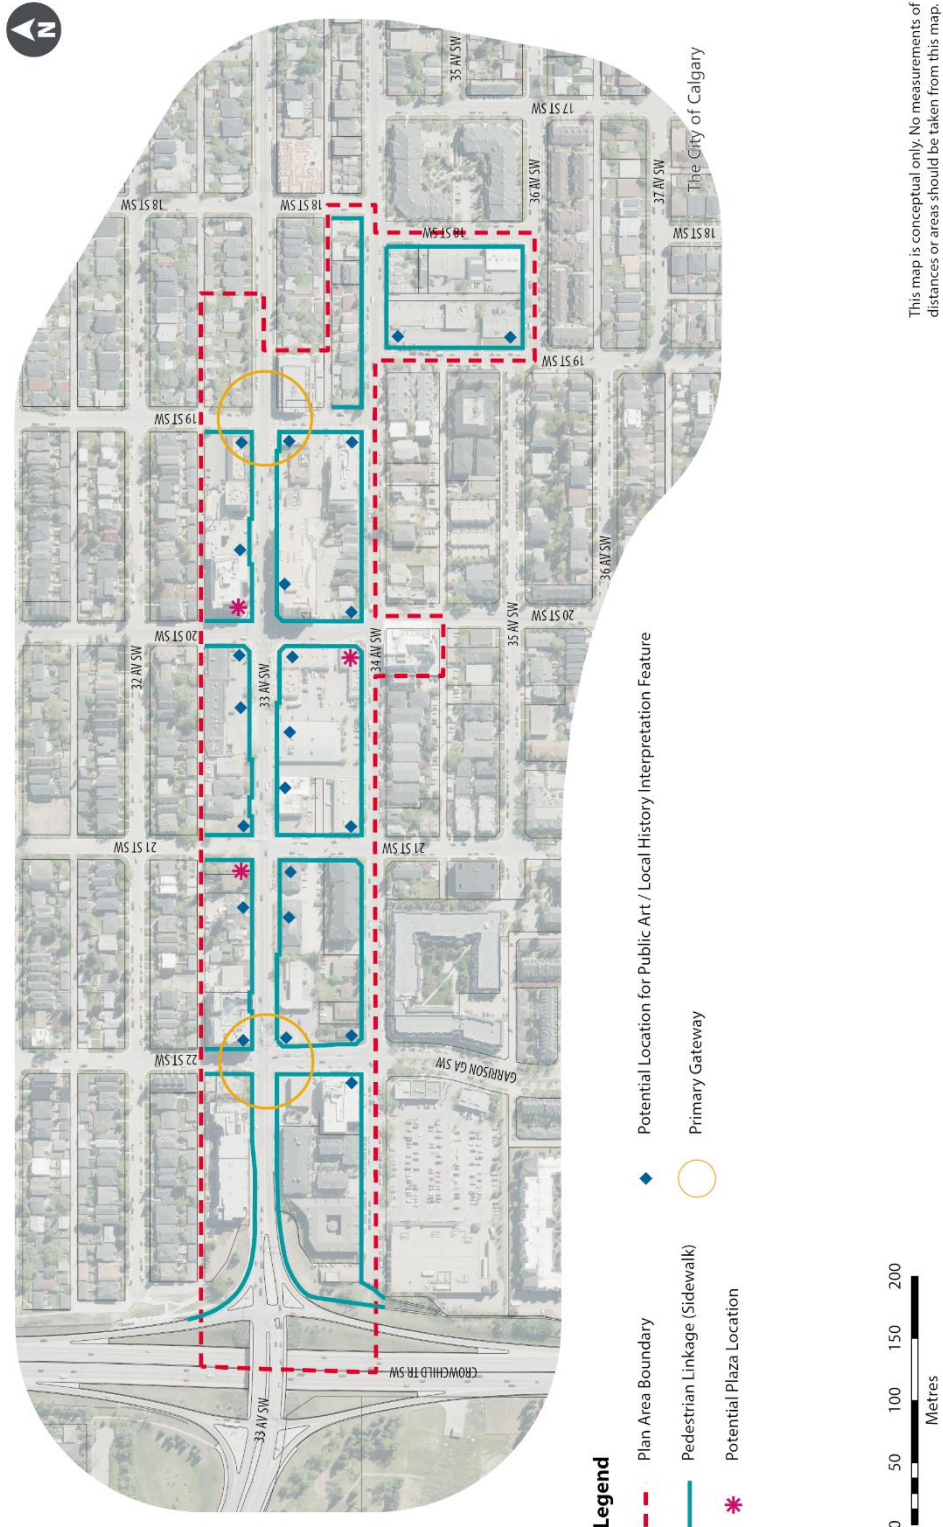 N
35 AV SW
17 ST SW
The City of Calgary
36 AV SW
37 AV SW
18 ST SW
18 ST SW
18 ST SW
18 ST SW
19 ST SW
19 ST SW
36 AV SW
20 ST SW
20 ST SW
35 AV SW
34 AV SW
32 AV SW
33 AV SW
21 ST SW
21 ST SW
22 ST SW
GARRISON GA SW
CROWCHILD TR SW
33 AV SW
Legend
Plan Area Boundary
Pedestrian Linkage (Sidewalk)
Potential Plaza Location
Potential Location for Public Art / Local History Interpretation Feature
Primary Gateway
0 50 100 150 200
Metres
This map is conceptual only. No measurements of
distances or areas should be taken from this map.